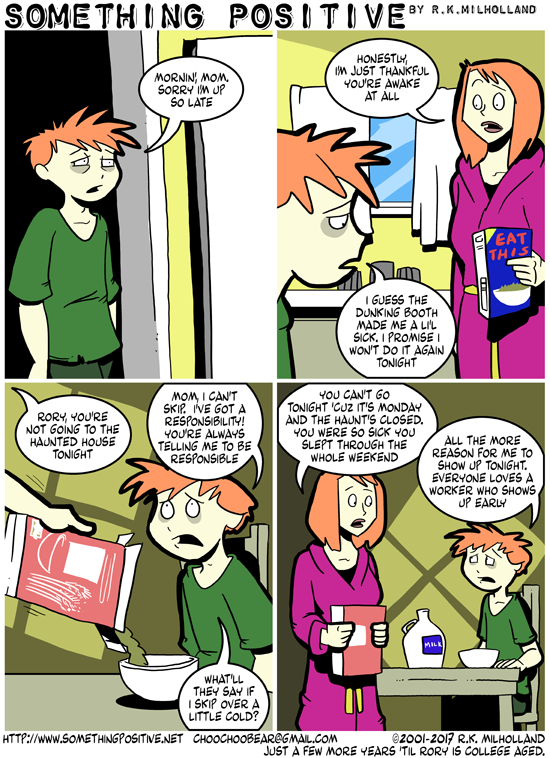 SOMETHING POSITIVE BY R.K.MILHOLLAND
MORNIN', MOM.
SORRY I'M UP
SO LATE
HONESTLY,
I'M JUST THANKFUL
YOU'RE AWAKE
AT ALL
EAT
THIS
I GUESS THE
DUNKING BOOTH
MADE ME A LI'L
SICK. I PROMISE I
WON'T DO IT AGAIN
TONIGHT
RORY, YOU'RE
NOT GOING TO THE
HAUNTED HOUSE
TONIGHT
MOM, I CAN'T
SKIP. I'VE GOT A
RESPONSIBILITY!
YOU'RE ALWAYS
TELLING ME TO BE
RESPONSIBLE
WHAT'LL
THEY SAY IF
I SKIP OVER A
LITTLE COLD?
YOU CAN'T GO
TONIGHT 'CUZ IT'S MONDAY
AND THE HAUNT'S CLOSED.
YOU WERE SO SICK YOU
SLEPT THROUGH THE
WHOLE WEEKEND
ALL THE MORE
REASON FOR ME TO
SHOW UP TONIGHT.
EVERYONE LOVES A
WORKER WHO SHOWS
UP EARLY
MILK
HTTP://WWW.SOMETHINGPOSITIVE.NET CHOOCHOOBEAR@GMAIL.COM ©2001-2017 R.K. MILHOLLAND
JUST A FEW MORE YEARS 'TIL RORY IS COLLEGE AGED.